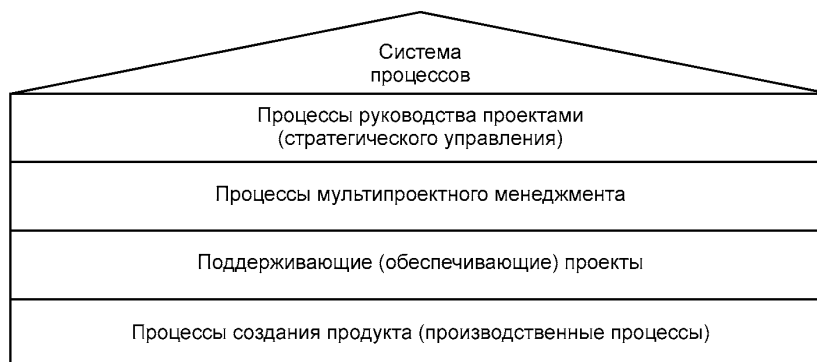 Система
процессов
Процессы руководства проектами
(стратегического управления)
Процессы мультипроектного менеджмента
Поддерживающие (обеспечивающие) проекты
Процессы создания продукта (производственные процессы)